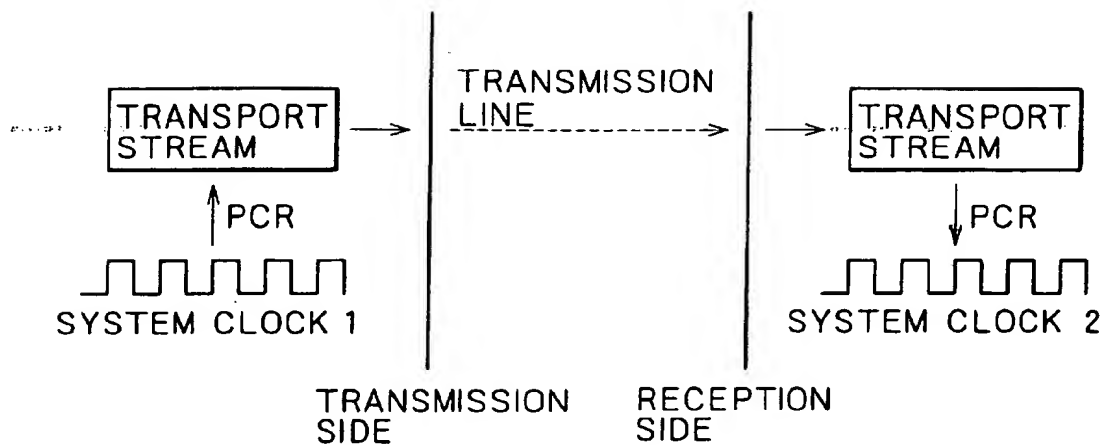 TRANSPORT
STREAM
TRANSMISSION
LINE
TRANSPORT
STREAM
PCR
PCR
SYSTEM CLOCK 1
SYSTEM CLOCK 2
TRANSMISSION
SIDE
RECEPTION
SIDE